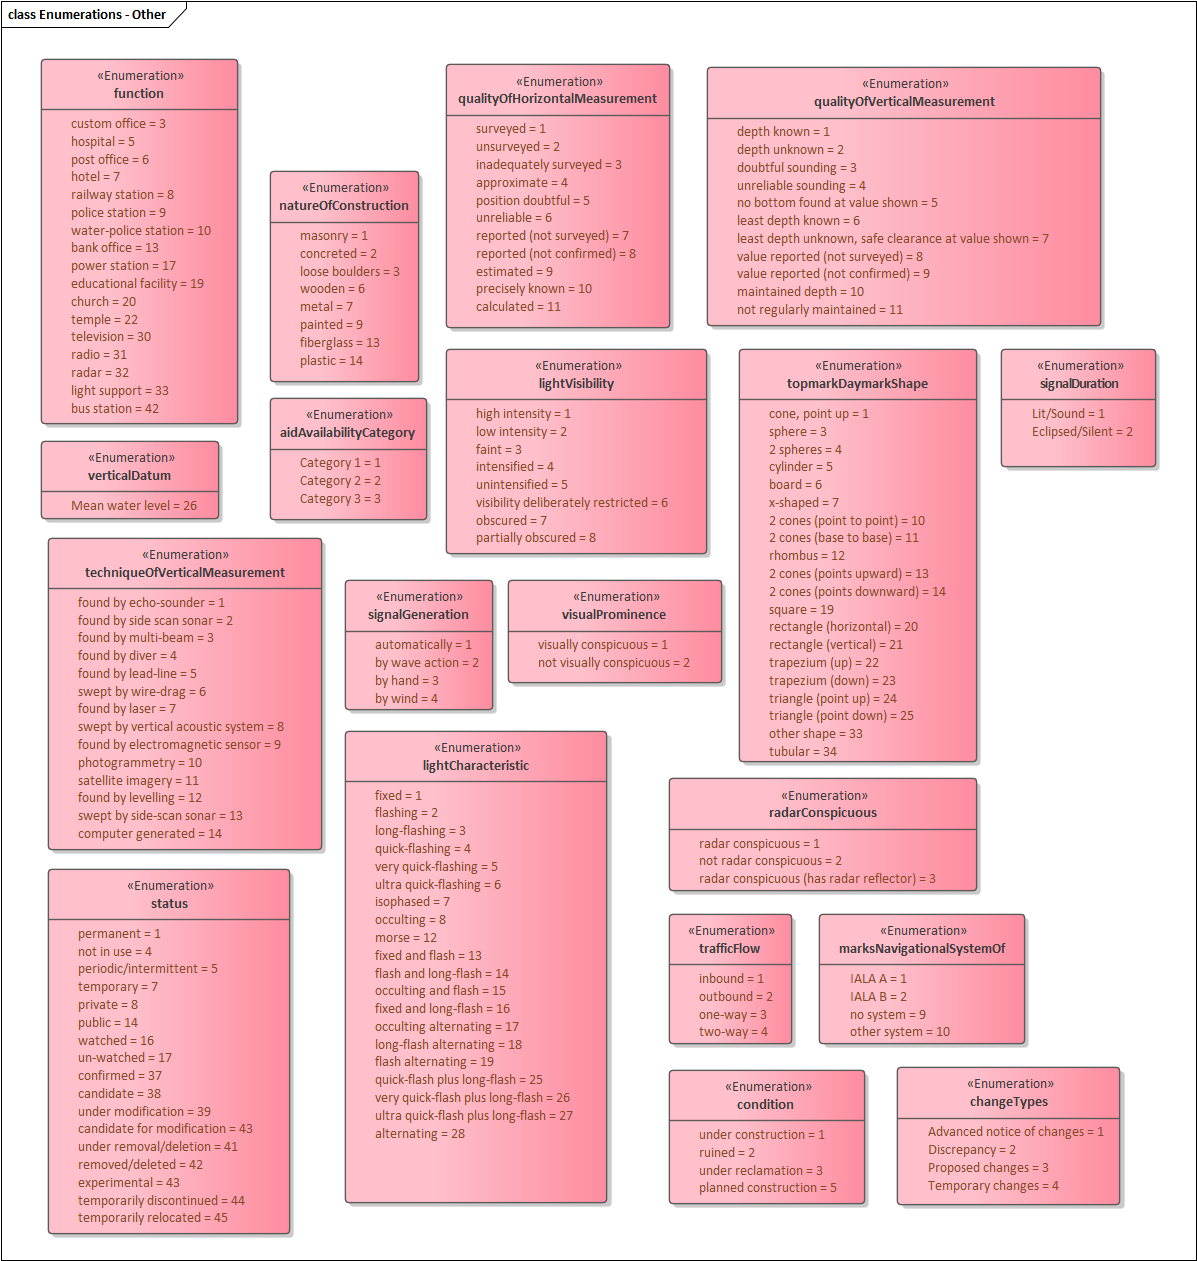 class Enumerations - Other
«Enumeration»
function
custom office = 3
hospital = 5
post office = 6
hotel = 7
railway station = 8
police station = 9
water-police station = 10
bank office = 13
power station = 17
educational facility = 19
church = 20
temple = 22
television = 30
radio = 31
radar = 32
light support = 33
bus station = 42
«Enumeration»
natureOfConstruction
masonry = 1
concreted = 2
loose boulders = 3
wooden = 6
metal = 7
painted = 9
fiberglass = 13
plastic = 14
«Enumeration»
qualityOfHorizontalMeasurement
surveyed = 1
unsurveyed = 2
inadequately surveyed = 3
approximate = 4
position doubtful = 5
unreliable = 6
reported (not surveyed) = 7
reported (not confirmed) = 8
estimated = 9
precisely known = 10
calculated = 11
«Enumeration»
qualityOfVerticalMeasurement
depth known = 1
depth unknown = 2
doubtful sounding = 3
unreliable sounding = 4
no bottom found at value shown = 5
least depth known = 6
least depth unknown, safe clearance at value shown = 7
value reported (not surveyed) = 8
value reported (not confirmed) = 9
maintained depth = 10
not regularly maintained = 11
«Enumeration»
verticalDatum
Mean water level = 26
«Enumeration»
aidAvailabilityCategory
Category 1 = 1
Category 2 = 2
Category 3 = 3
«Enumeration»
lightVisibility
high intensity = 1
low intensity = 2
faint = 3
intensified = 4
unintensified = 5
visibility deliberately restricted = 6
obscured = 7
partially obscured = 8
«Enumeration»
topmarkDaymarkShape
cone, point up = 1
sphere = 3
2 spheres = 4
cylinder = 5
board = 6
x-shaped = 7
2 cones (point to point) = 10
2 cones (base to base) = 11
rhombus = 12
2 cones (points upward) = 13
2 cones (points downward) = 14
square = 19
rectangle (horizontal) = 20
rectangle (vertical) = 21
trapezium (up) = 22
trapezium (down) = 23
triangle (point up) = 24
triangle (point down) = 25
other shape = 33
tubular = 34
«Enumeration»
signalDuration
Lit/Sound = 1
Eclipsed/Silent = 2
«Enumeration»
techniqueOfVerticalMeasurement
found by echo-sounder = 1
found by side scan sonar = 2
found by multi-beam = 3
found by diver = 4
found by lead-line = 5
swept by wire-drag = 6
found by laser = 7
swept by vertical acoustic system = 8
found by electromagnetic sensor = 9
photogrammetry = 10
satellite imagery = 11
found by levelling = 12
swept by side-scan sonar = 13
computer generated = 14
«Enumeration»
signalGeneration
automatically = 1
by wave action = 2
by hand = 3
by wind = 4
«Enumeration»
visualProminence
visually conspicuous = 1
not visually conspicuous = 2
«Enumeration»
lightCharacteristic
fixed = 1
flashing = 2
long-flashing = 3
quick-flashing = 4
very quick-flashing = 5
ultra quick-flashing = 6
isophased = 7
occulting = 8
morse = 12
fixed and flash = 13
flash and long-flash = 14
occulting and flash = 15
fixed and long-flash = 16
occulting alternating = 17
long-flash alternating = 18
flash alternating = 19
quick-flash plus long-flash = 25
very quick-flash plus long-flash = 26
ultra quick-flash plus long-flash = 27
alternating = 28
«Enumeration»
radarConspicuous
radar conspicuous = 1
not radar conspicuous = 2
radar conspicuous (has radar reflector) = 3
«Enumeration»
status
permanent = 1
not in use = 4
periodic/intermittent = 5
temporary = 7
private = 8
public = 14
watched = 16
un-watched = 17
confirmed = 37
candidate = 38
under modification = 39
candidate for modification = 43
under removal/deletion = 41
removed/deleted = 42
experimental = 43
temporarily discontinued = 44
temporarily relocated = 45
«Enumeration»
trafficFlow
inbound = 1
outbound = 2
one-way = 3
two-way = 4
«Enumeration»
marksNavigationalSystemOf
IALA A = 1
IALA B = 2
no system = 9
other system = 10
«Enumeration»
condition
under construction = 1
ruined = 2
under reclamation = 3
planned construction = 5
«Enumeration»
changeTypes
Advanced notice of changes = 1
Discrepancy = 2
Proposed changes = 3
Temporary changes = 4